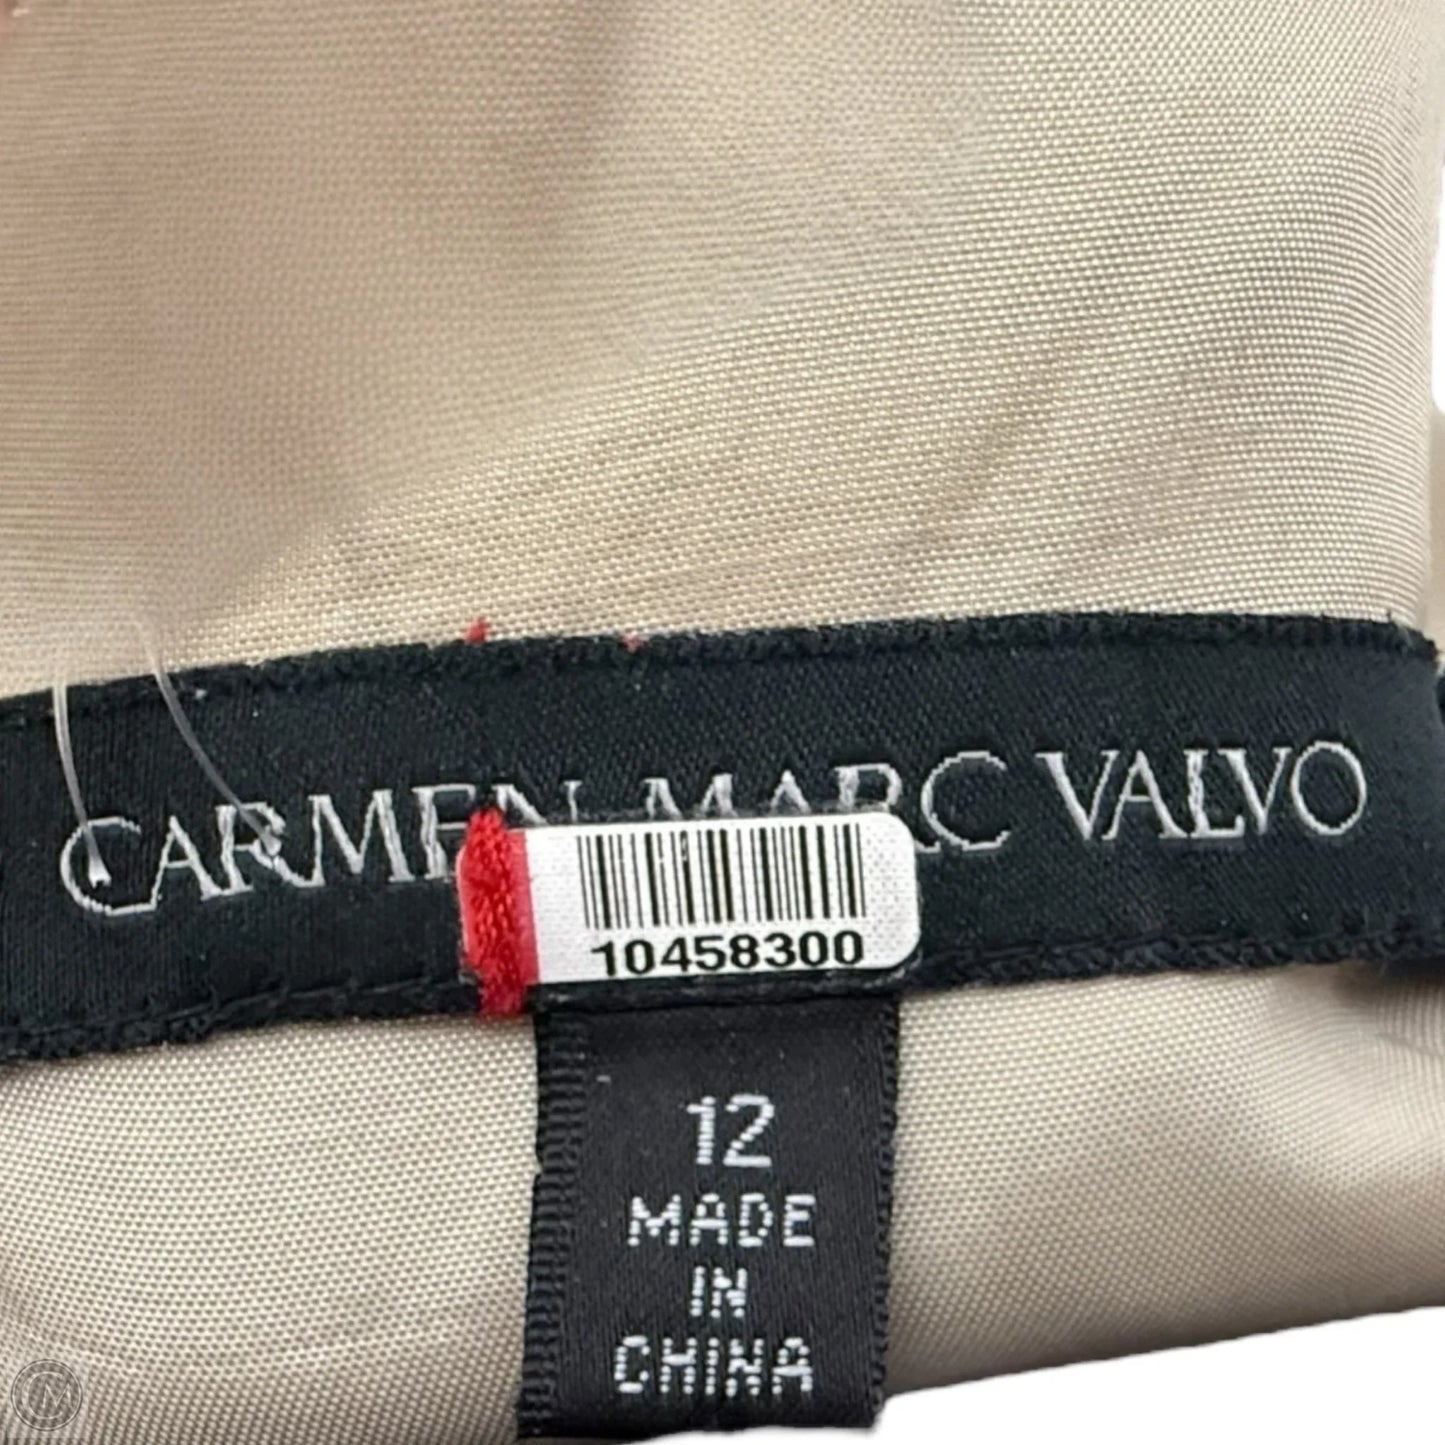 CARMEN MARC VALVO
10458300
12
MADE
IN
CHINA